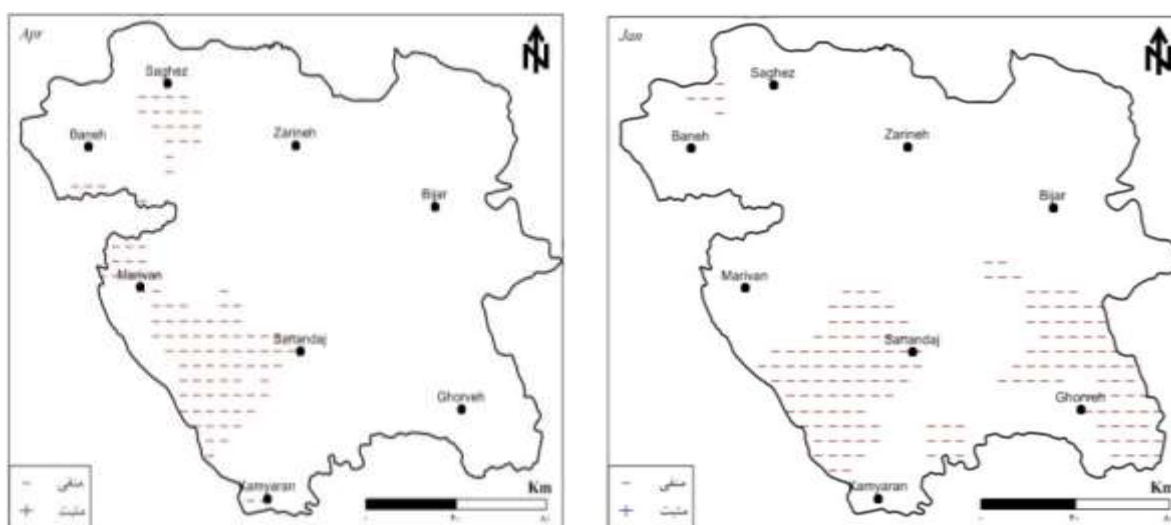 Apr
N
Saghez
Baneh
Zarineh
Bijar
Marivan
Sanandaj
Ghorveh
Kamyaran
- منفی
+ مثبت
Km
Jan
N
Saghez
Baneh
Zarineh
Bijar
Marivan
Sanandaj
Ghorveh
Kamyaran
- منفی
+ مثبت
Km